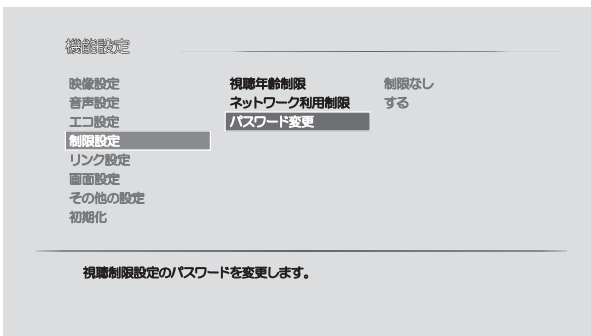 機能設定
映像設定
音声設定
エコ設定
制限設定
リンク設定
画面設定
その他の設定
初期化
視聴年齢制限 制限なし
ネットワーク利用制限 する
パスワード変更
視聴制限設定のパスワードを変更します。